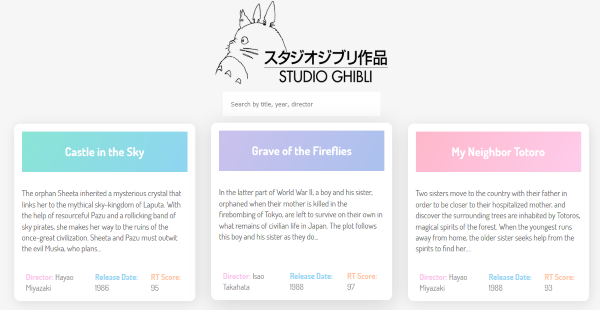 スタジオジブリ作品
STUDIO GHIBLI
Search by title, year, director
Castle in the Sky
The orphan Sheeta inherited a mysterious crystal that
links her to the mythical sky-kingdom of Laputa. With
the help of resourceful Pazu and a rollicking band of
sky pirates, she makes her way to the ruins of the
once-great civilization. Sheeta and Pazu must outwit
the evil Muska, who plans...
Director: Hayao
Miyazaki
Release Date:
1986
RT Score:
95
Grave of the Fireflies
In the latter part of World War II, a boy and his sister,
orphaned when their mother is killed in the
firebombing of Tokyo, are left to survive on their own in
what remains of civilian life in Japan. The plot follows
this boy and his sister as they do...
Director: Isao
Takahata
Release Date:
1988
RT Score:
97
My Neighbor Totoro
Two sisters move to the country with their father in
order to be closer to their hospitalized mother, and
discover the surrounding trees are inhabited by Totoros,
magical spirits of the forest. When the youngest runs
away from home, the older sister seeks help from the
spirits to find her...
Director: Hayao
Miyazaki
Release Date:
1988
RT Score:
93